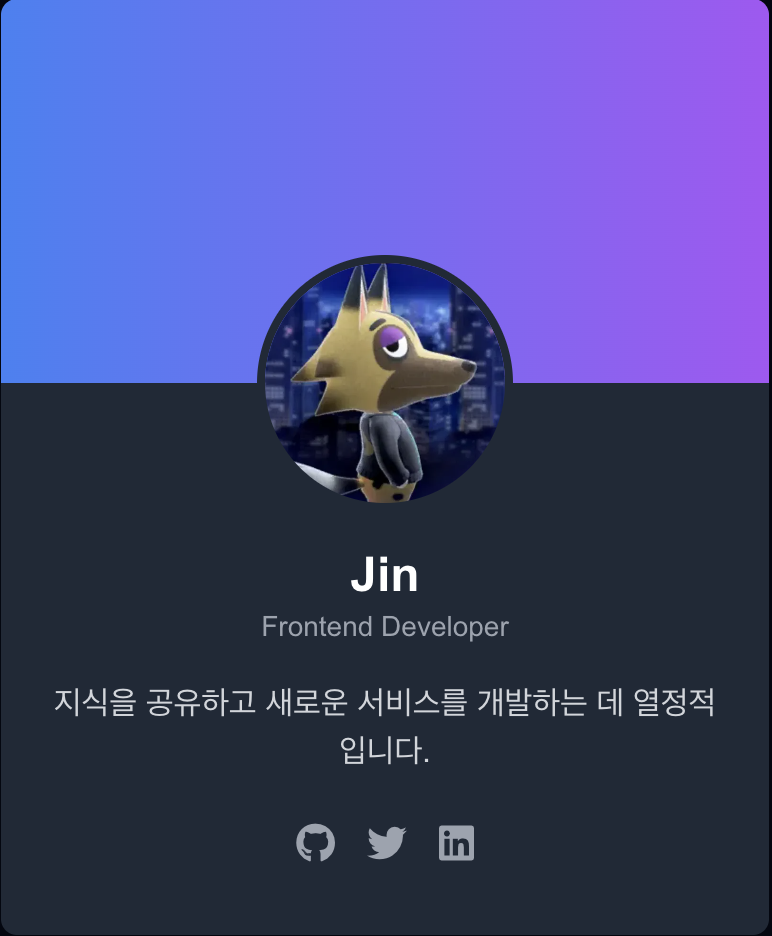 Jin
Frontend Developer
지식을 공유하고 새로운 서비스를 개발하는 데 열정적
입니다.
in